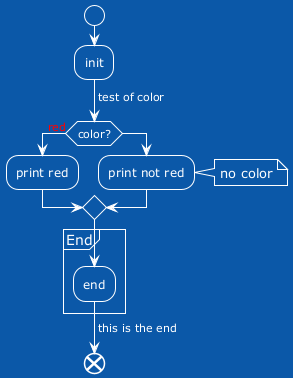 init
test of color
red
color?
print red
print not red
no color
End
end
this is the end